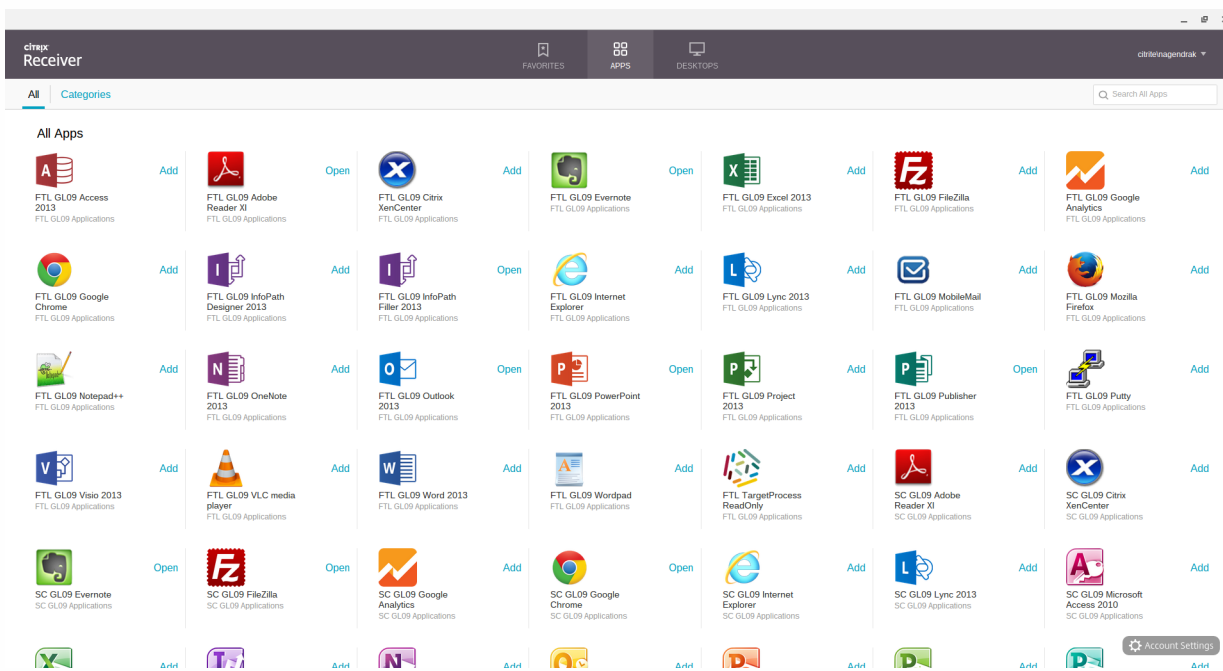 CITRIX
Receiver
FAVORITES
APPS
DESKTOPS
citrite\nagendrak
All
Categories
Search All Apps
All Apps
Add
FTL GL09 Access
2013
FTL GL09 Applications
Open
FTL GL09 Adobe
Reader XI
FTL GL09 Applications
Add
FTL GL09 Citrix
XenCenter
FTL GL09 Applications
Open
FTL GL09 Evernote
FTL GL09 Applications
Add
FTL GL09 Excel 2013
FTL GL09 Applications
Add
FTL GL09 FileZilla
FTL GL09 Applications
Add
FTL GL09 Google
Analytics
FTL GL09 Applications
Add
FTL GL09 Google
Chrome
FTL GL09 Applications
Add
FTL GL09 InfoPath
Designer 2013
FTL GL09 Applications
Open
FTL GL09 InfoPath
Filler 2013
FTL GL09 Applications
Add
FTL GL09 Internet
Explorer
FTL GL09 Applications
Add
FTL GL09 Lync 2013
FTL GL09 Applications
Add
FTL GL09 MobileMail
FTL GL09 Applications
Add
FTL GL09 Mozilla
Firefox
FTL GL09 Applications
Add
FTL GL09 Notepad++
FTL GL09 Applications
Add
FTL GL09 OneNote
2013
FTL GL09 Applications
Open
FTL GL09 Outlook
2013
FTL GL09 Applications
Open
FTL GL09 PowerPoint
2013
FTL GL09 Applications
Add
FTL GL09 Project
2013
FTL GL09 Applications
Open
FTL GL09 Publisher
2013
FTL GL09 Applications
Add
FTL GL09 Putty
FTL GL09 Applications
Add
FTL GL09 Visio 2013
FTL GL09 Applications
Add
FTL GL09 VLC media
player
FTL GL09 Applications
Add
FTL GL09 Word 2013
FTL GL09 Applications
Add
FTL GL09 Wordpad
FTL GL09 Applications
Add
FTL TargetProcess
ReadOnly
FTL GL09 Applications
Add
SC GL09 Adobe
Reader XI
SC GL09 Applications
Add
SC GL09 Citrix
XenCenter
SC GL09 Applications
Open
SC GL09 Evernote
SC GL09 Applications
Open
SC GL09 FileZilla
SC GL09 Applications
Add
SC GL09 Google
Analytics
SC GL09 Applications
Open
SC GL09 Google
Chrome
SC GL09 Applications
Add
SC GL09 Internet
Explorer
SC GL09 Applications
Add
SC GL09 Lync 2013
SC GL09 Applications
Add
SC GL09 Microsoft
Access 2010
SC GL09 Applications
Add
Add
Add
Add
Add
Add
Add
Account Settings